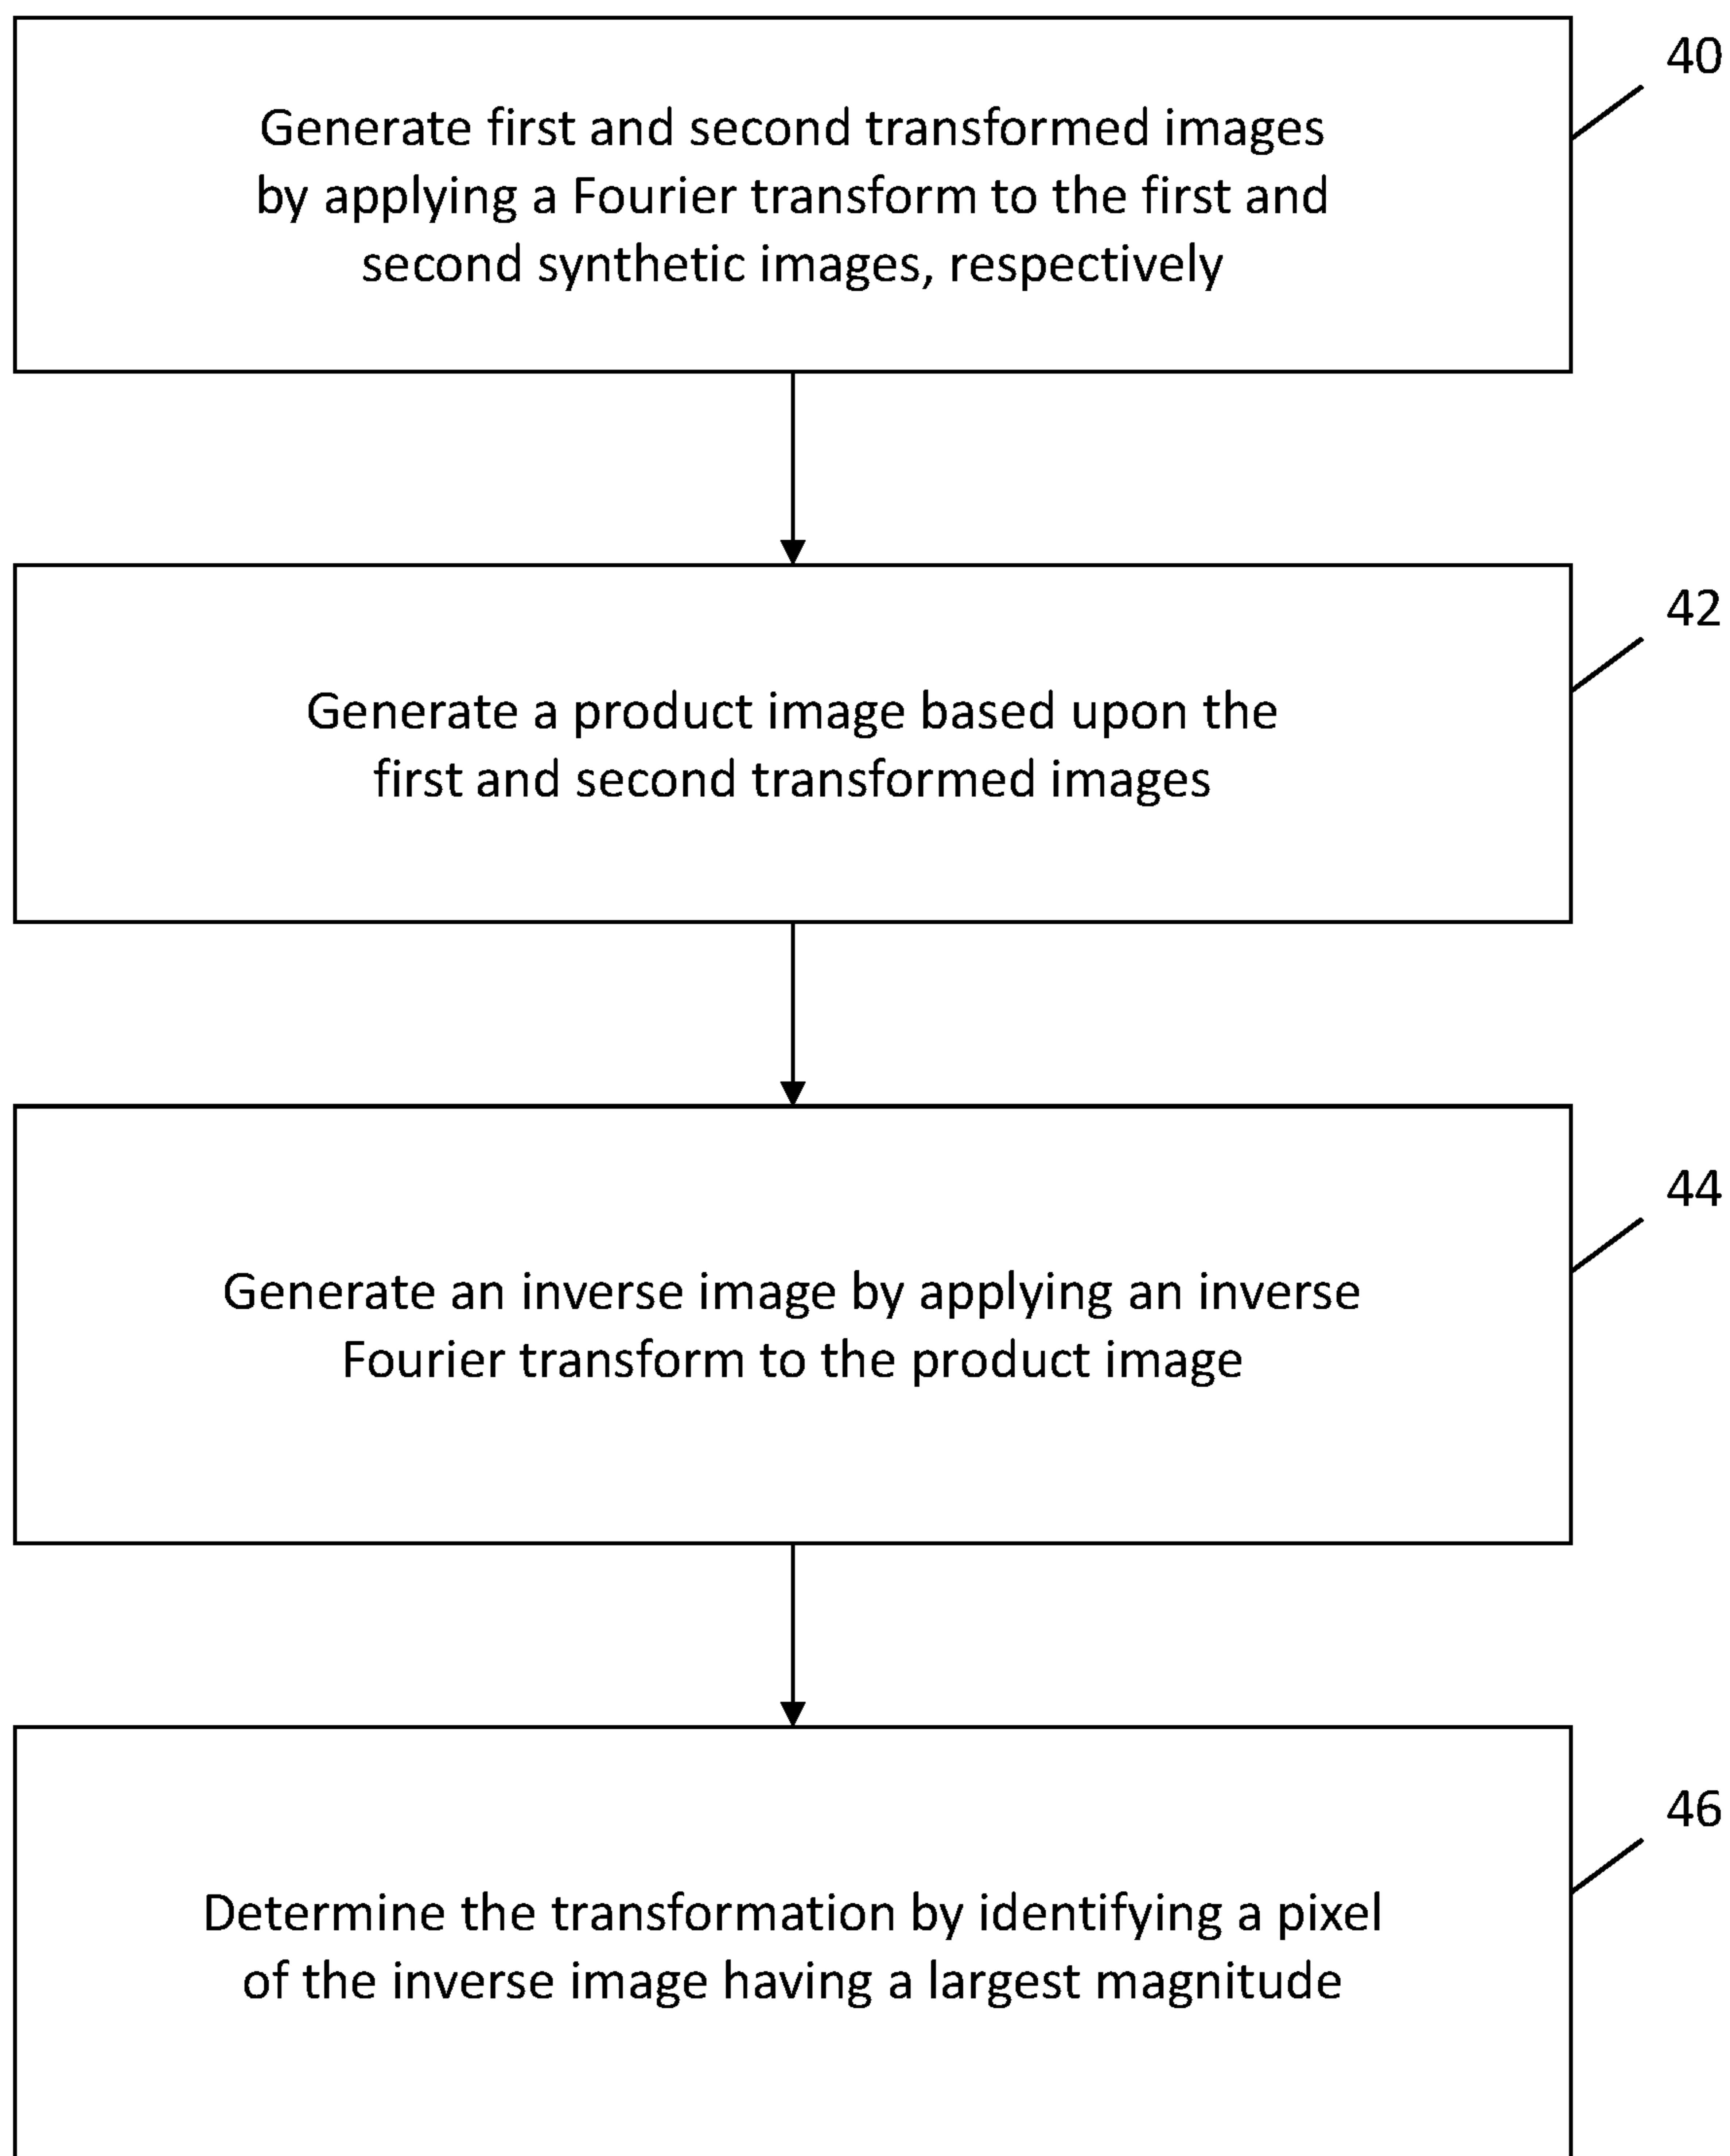 40
Generate first and second transformed images
by applying a Fourier transform to the first and
second synthetic images, respectively
42
Generate a product image based upon the
first and second transformed images
44
Generate an inverse image by applying an inverse
Fourier transform to the product image
46
Determine the transformation by identifying a pixel
of the inverse image having a largest magnitude